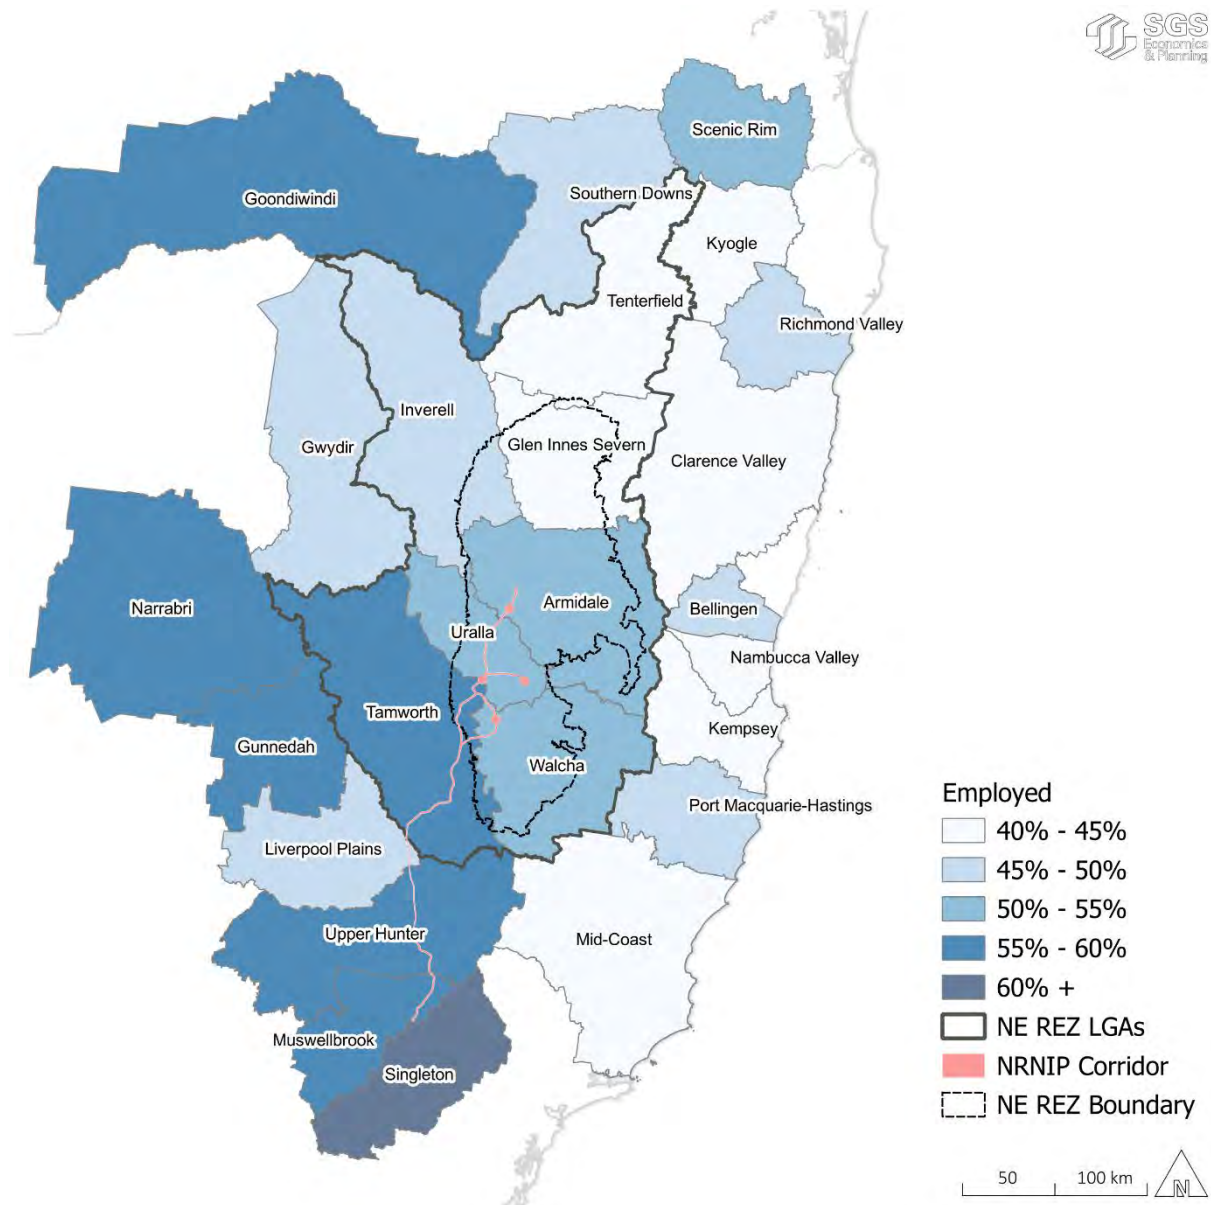 SGS
Economics
& Planning
Scenic Rim
Goondiwindi
Southern Downs
Kyogle
Tenterfield
Richmond Valley
Inverell
Gwydir
Glen Innes Severn
Clarence Valley
Narrabri
Armidale
Bellingen
Uralla
Nambucca Valley
Tamworth
Kempsey
Gunnedah
Walcha
Port Macquarie-Hastings
Liverpool Plains
Upper Hunter
Mid-Coast
Muswellbrook
Singleton
Employed
40% - 45%
45% - 50%
50% - 55%
55% - 60%
60% +
NE REZ LGAs
NRNIP Corridor
NE REZ Boundary
50 100 km
N